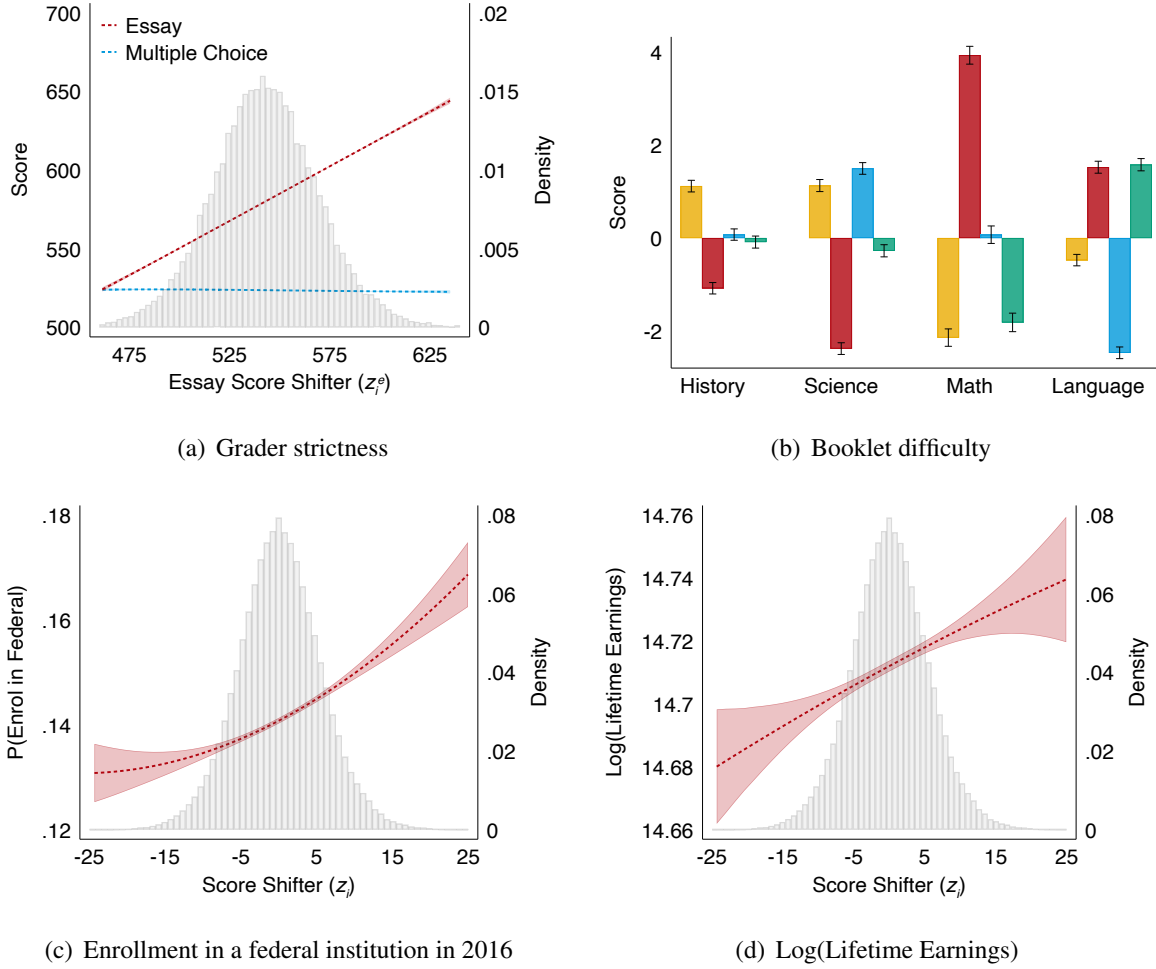 700
650
600
550
500
Score
Essay
Multiple Choice
.02
.015
.01
.005
0
Density
475 525 575 625
Essay Score Shifter (z_i^e)
(a) Grader strictness
4
2
0
-2
Score
History Science Math Language
(b) Booklet difficulty
.18
.16
.14
.12
P(Enrol in Federal)
.08
.06
.04
.02
0
Density
-25 -15 -5 5 15 25
Score Shifter (z_i)
(c) Enrollment in a federal institution in 2016
14.76
14.74
14.72
14.7
14.68
14.66
Log(Lifetime Earnings)
.08
.06
.04
.02
0
Density
-25 -15 -5 5 15 25
Score Shifter (z_i)
(d) Log(Lifetime Earnings)